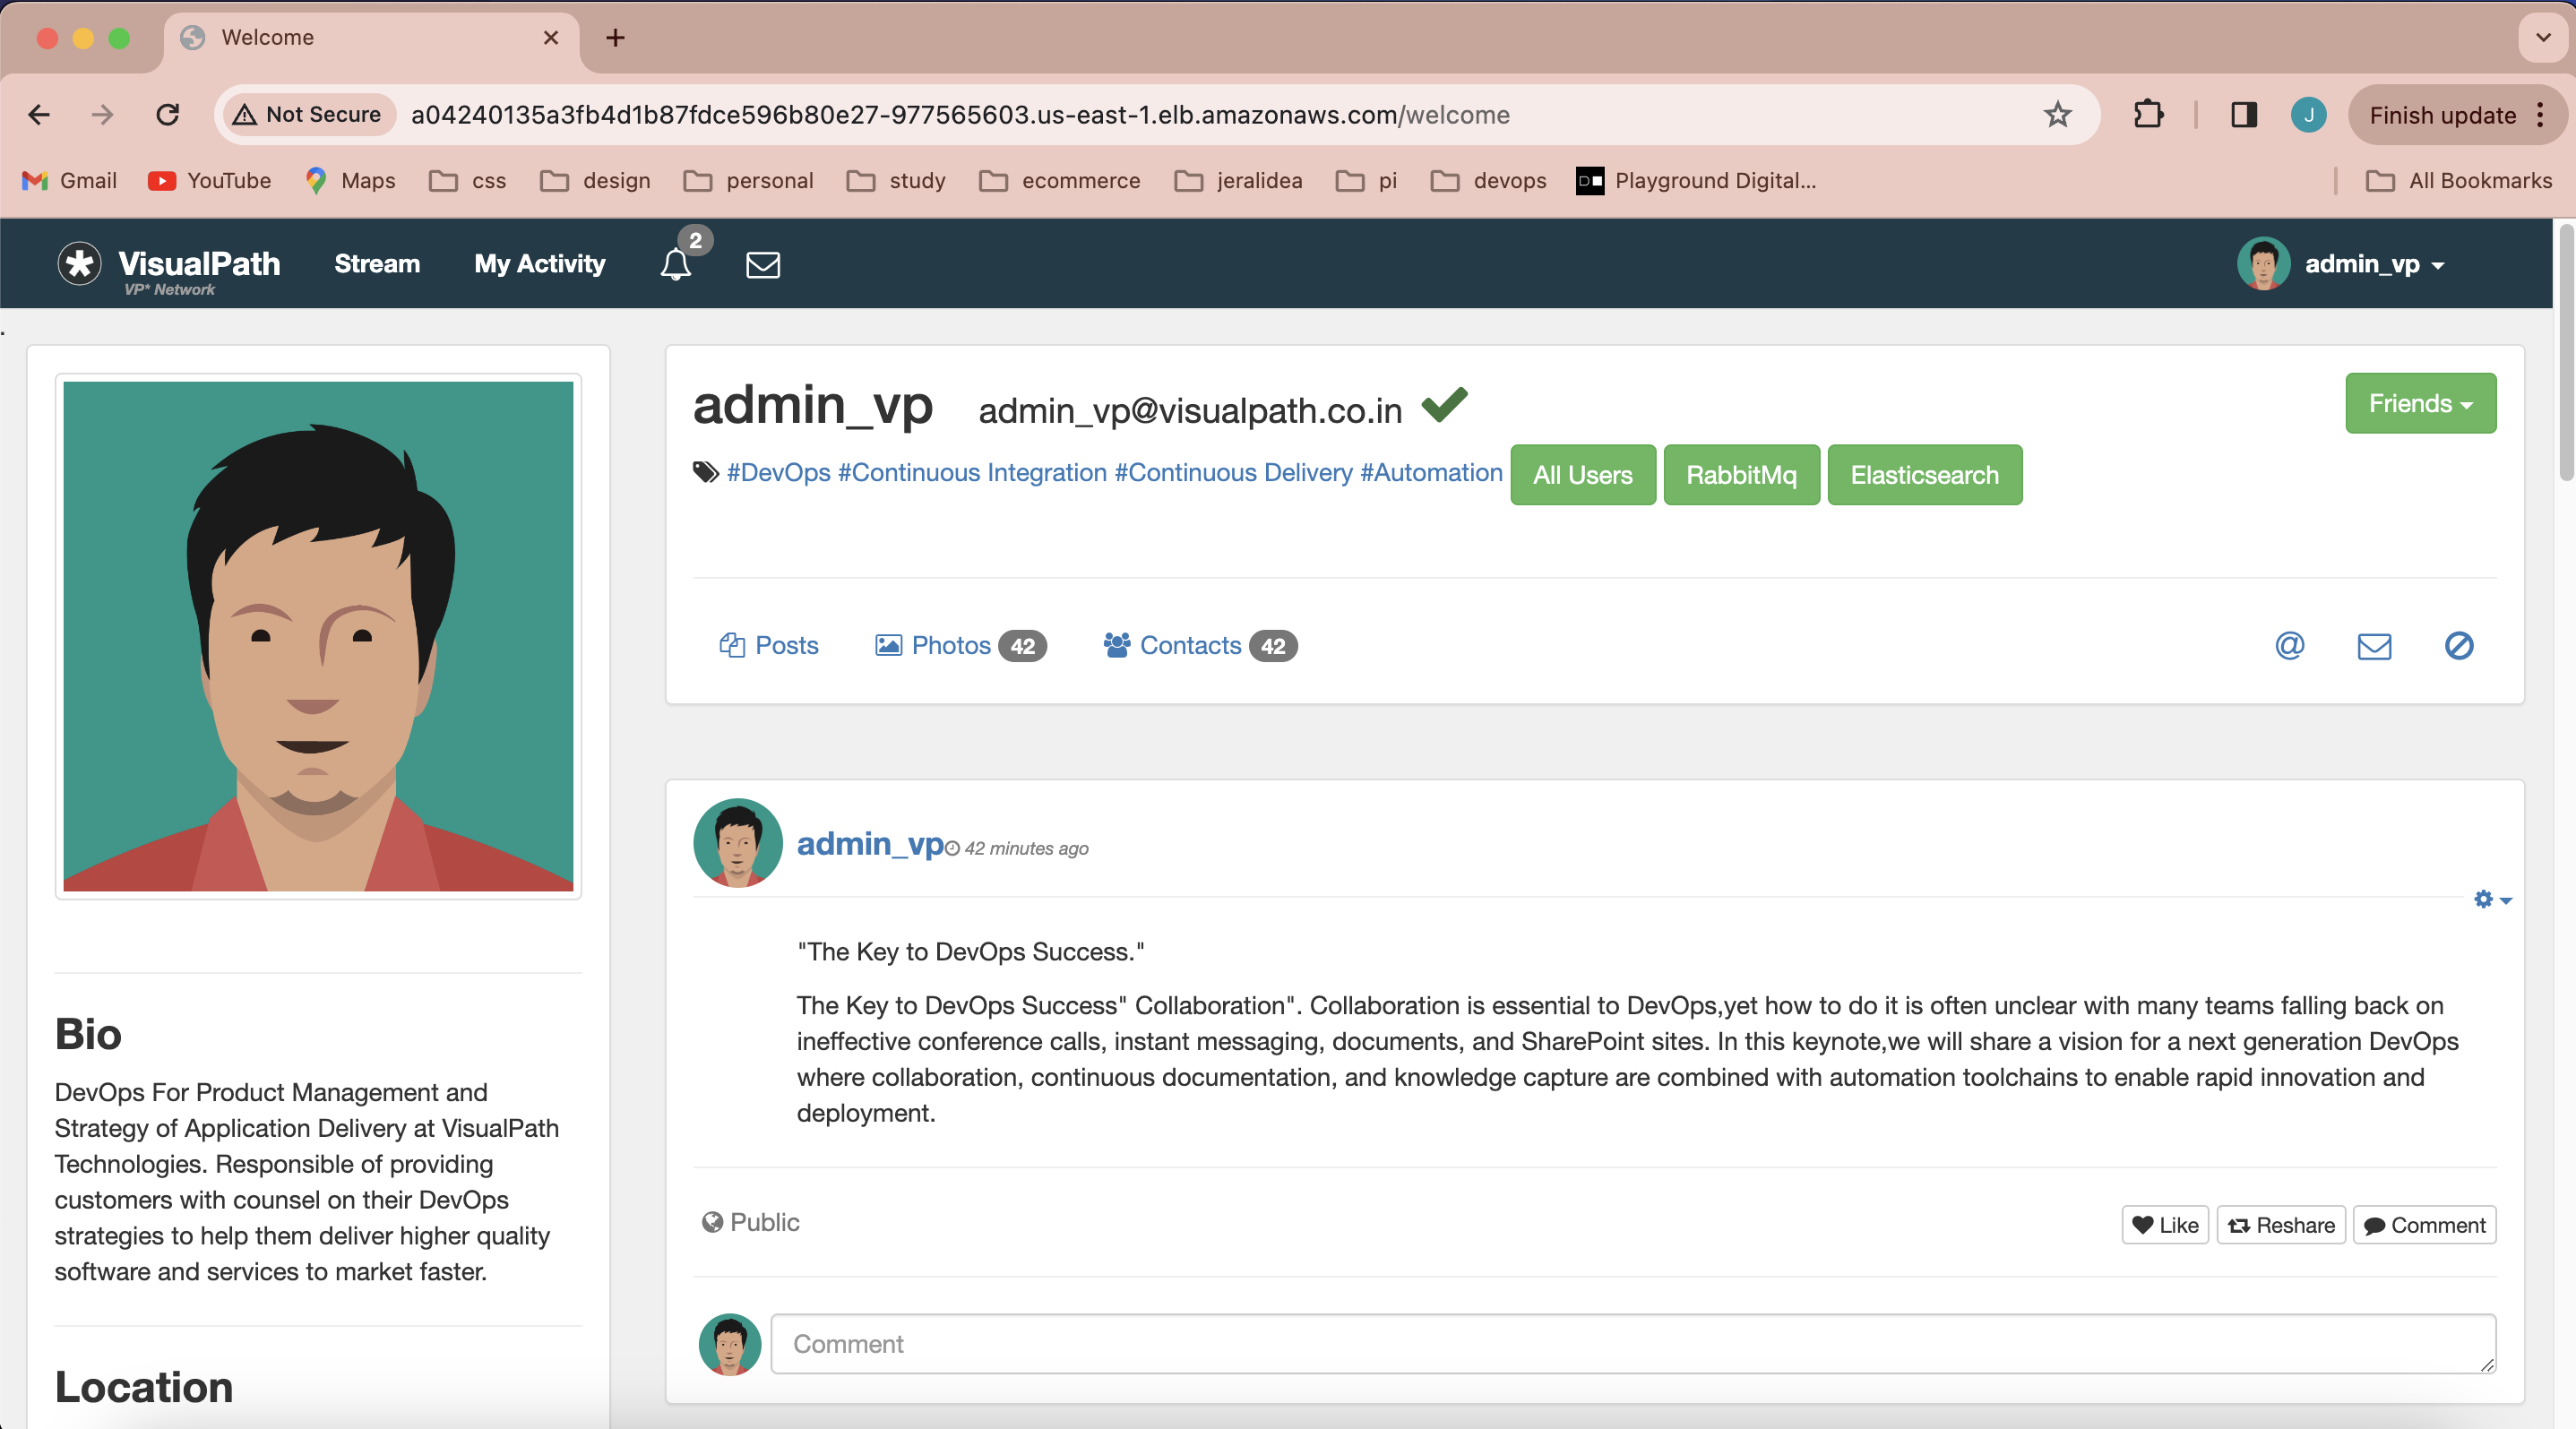 Welcome
Not Secure a04240135a3fb4d1b87fdce596b80e27-977565603.us-east-1.elb.amazonaws.com/welcome J Finish update
Gmail YouTube Maps css design personal study ecommerce jeralidea pi devops Playground Digital... All Bookmarks
VisualPath Stream My Activity 2 admin_vp
VP* Network
.
admin_vp admin_vp@visualpath.co.in Friends
#DevOps #Continuous Integration #Continuous Delivery #Automation All Users RabbitMq Elasticsearch
Posts Photos 42 Contacts 42 @
admin_vp 42 minutes ago
"The Key to DevOps Success."
The Key to DevOps Success" Collaboration". Collaboration is essential to DevOps,yet how to do it is often unclear with many teams falling back on
ineffective conference calls, instant messaging, documents, and SharePoint sites. In this keynote,we will share a vision for a next generation DevOps
where collaboration, continuous documentation, and knowledge capture are combined with automation toolchains to enable rapid innovation and
deployment.
Public Like Reshare Comment
Comment
Bio
DevOps For Product Management and
Strategy of Application Delivery at VisualPath
Technologies. Responsible of providing
customers with counsel on their DevOps
strategies to help them deliver higher quality
software and services to market faster.
Location